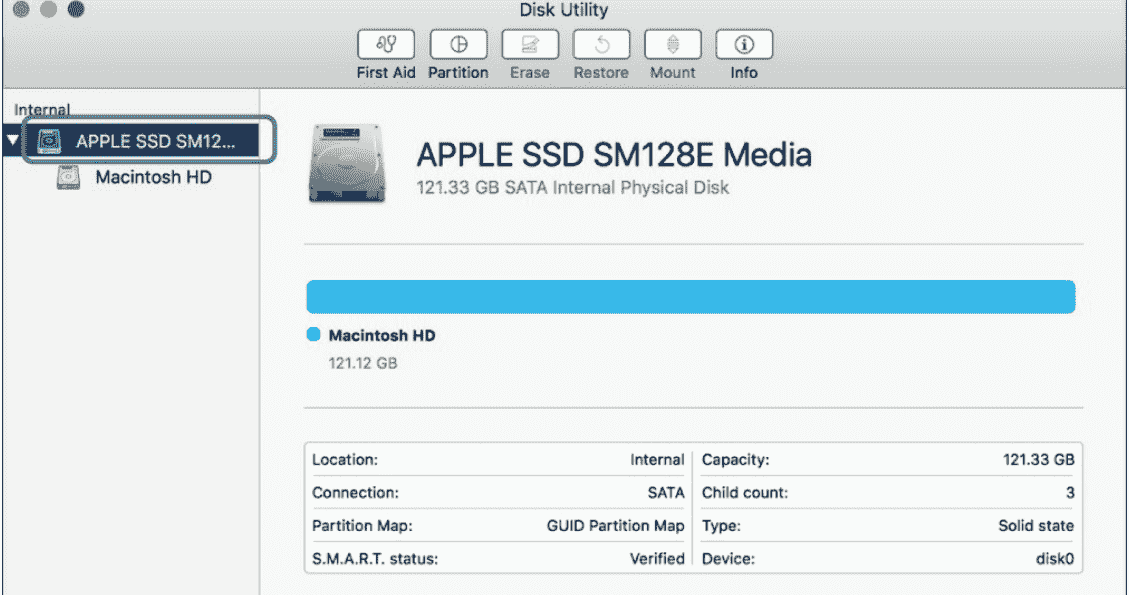 Disk Utility
First Aid Partition Erase Restore Mount Info
Internal
APPLE SSD SM12...
Macintosh HD
APPLE SSD SM128E Media
121.33 GB SATA Internal Physical Disk
Macintosh HD
121.12 GB
Location: Internal Capacity: 121.33 GB
Connection: SATA Child count: 3
Partition Map: GUID Partition Map Type: Solid state
S.M.A.R.T. status: Verified Device: disk0